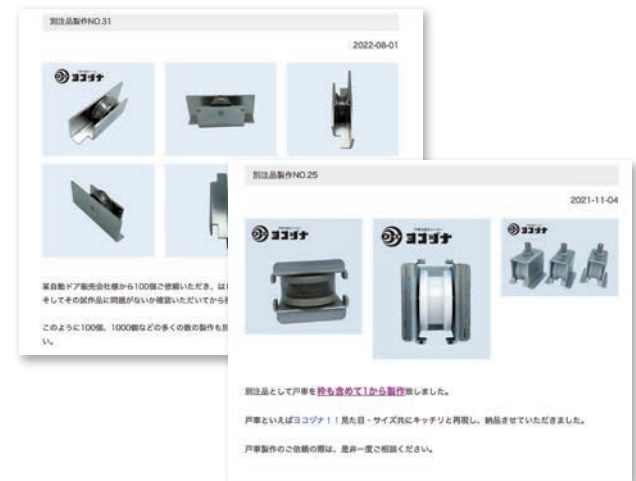 別注品製作NO.31
2022-08-01
ヨコヅナ
某自動ドア販売会社様から100個ご依頼いただき、は
そしてその試作品に問題がないか確認いただいてから
このように100個、1000個などの多くの数の製作も
い。
別注品製作NO.25
2021-11-04
ヨコヅナ
ヨコヅナ
ヨコヅナ
別注品として戸車を枠も含めて1から製作致しました。
戸車といえばヨコヅナ！！見た目・サイズ共にキッチリと再現し、納品させていただきました。
戸車製作のご依頼の際は、是非一度ご相談ください。